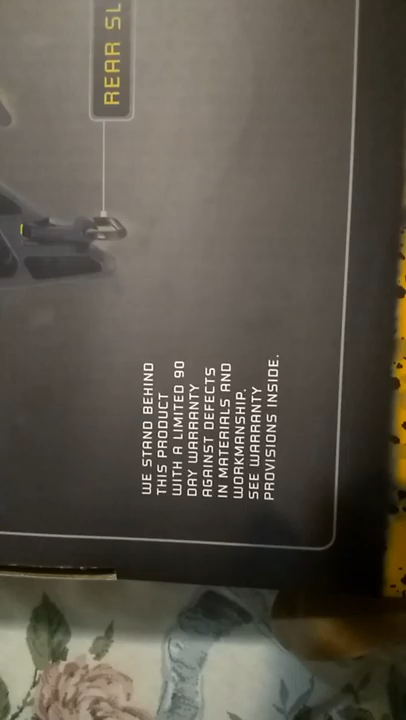 REAR SL
WE STAND BEHIND
THIS PRODUCT
WITH A LIMITED 90
DAY WARRANTY
AGAINST DEFECTS
IN MATERIALS AND
WORKMANSHIP.
SEE WARRANTY
PROVISIONS INSIDE.